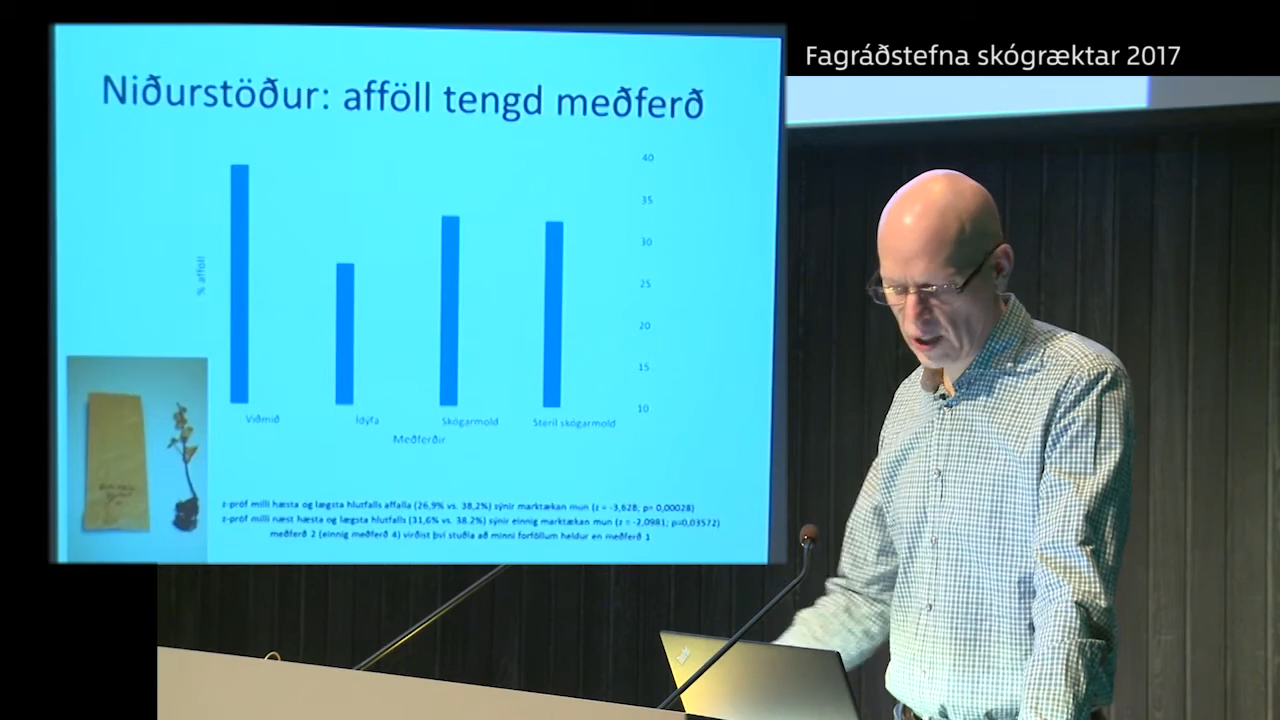 Fagráðstefna skógræktar 2017
Niðurstöður: afföll tengd meðferð
40
35
30
25
20
15
10
% afföll
Viðmið Ídýfa Skógarmold Steril skógarmold
Meðferðir
z-próf milli hæsta og lægsta hlutfalls affalla (26,9% vs. 38,2%) sýnir marktækan mun (z = -3,628; p= 0,00028)
z-próf milli næst hæsta og lægsta hlutfalls (31,6% vs. 38.2%) sýnir einnig marktækan mun (z = -2,0981; p=0,03572)
meðferð 2 (einnig meðferð 4) virðist því stuðla að minni forföllum heldur en meðferð 1